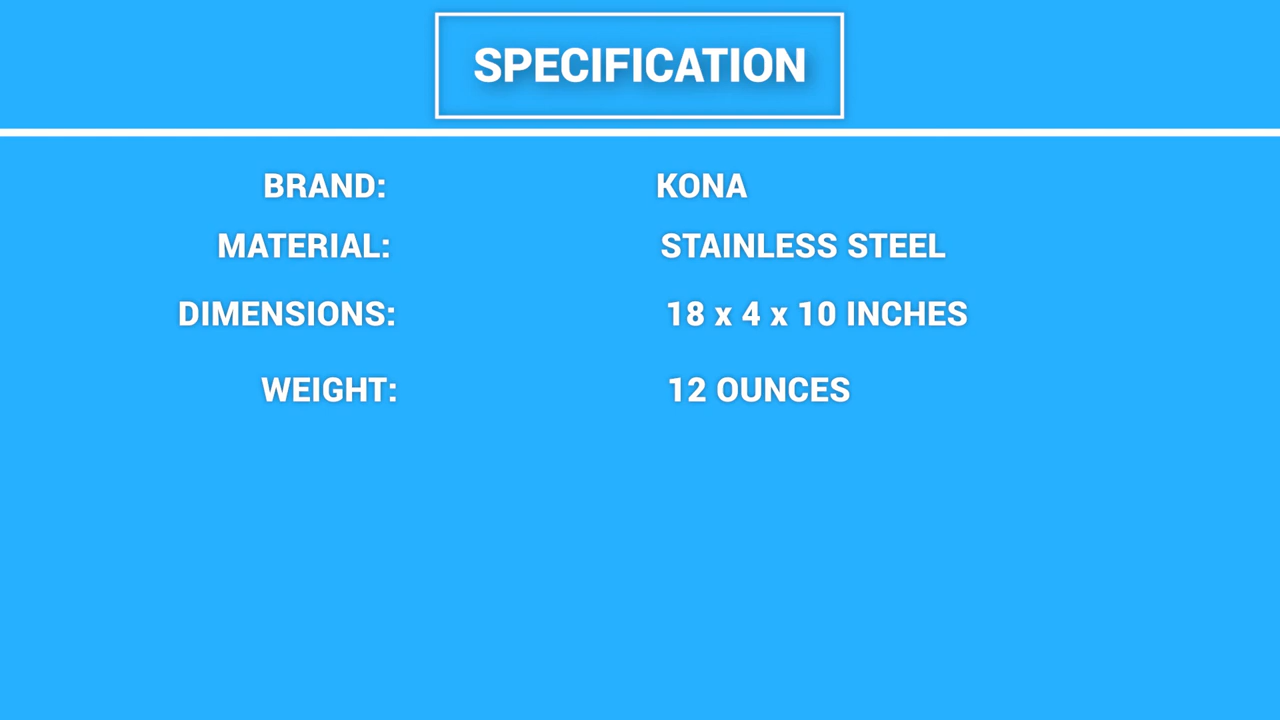 SPECIFICATION
BRAND: KONA
MATERIAL: STAINLESS STEEL
DIMENSIONS: 18 x 4 x 10 INCHES
WEIGHT: 12 OUNCES